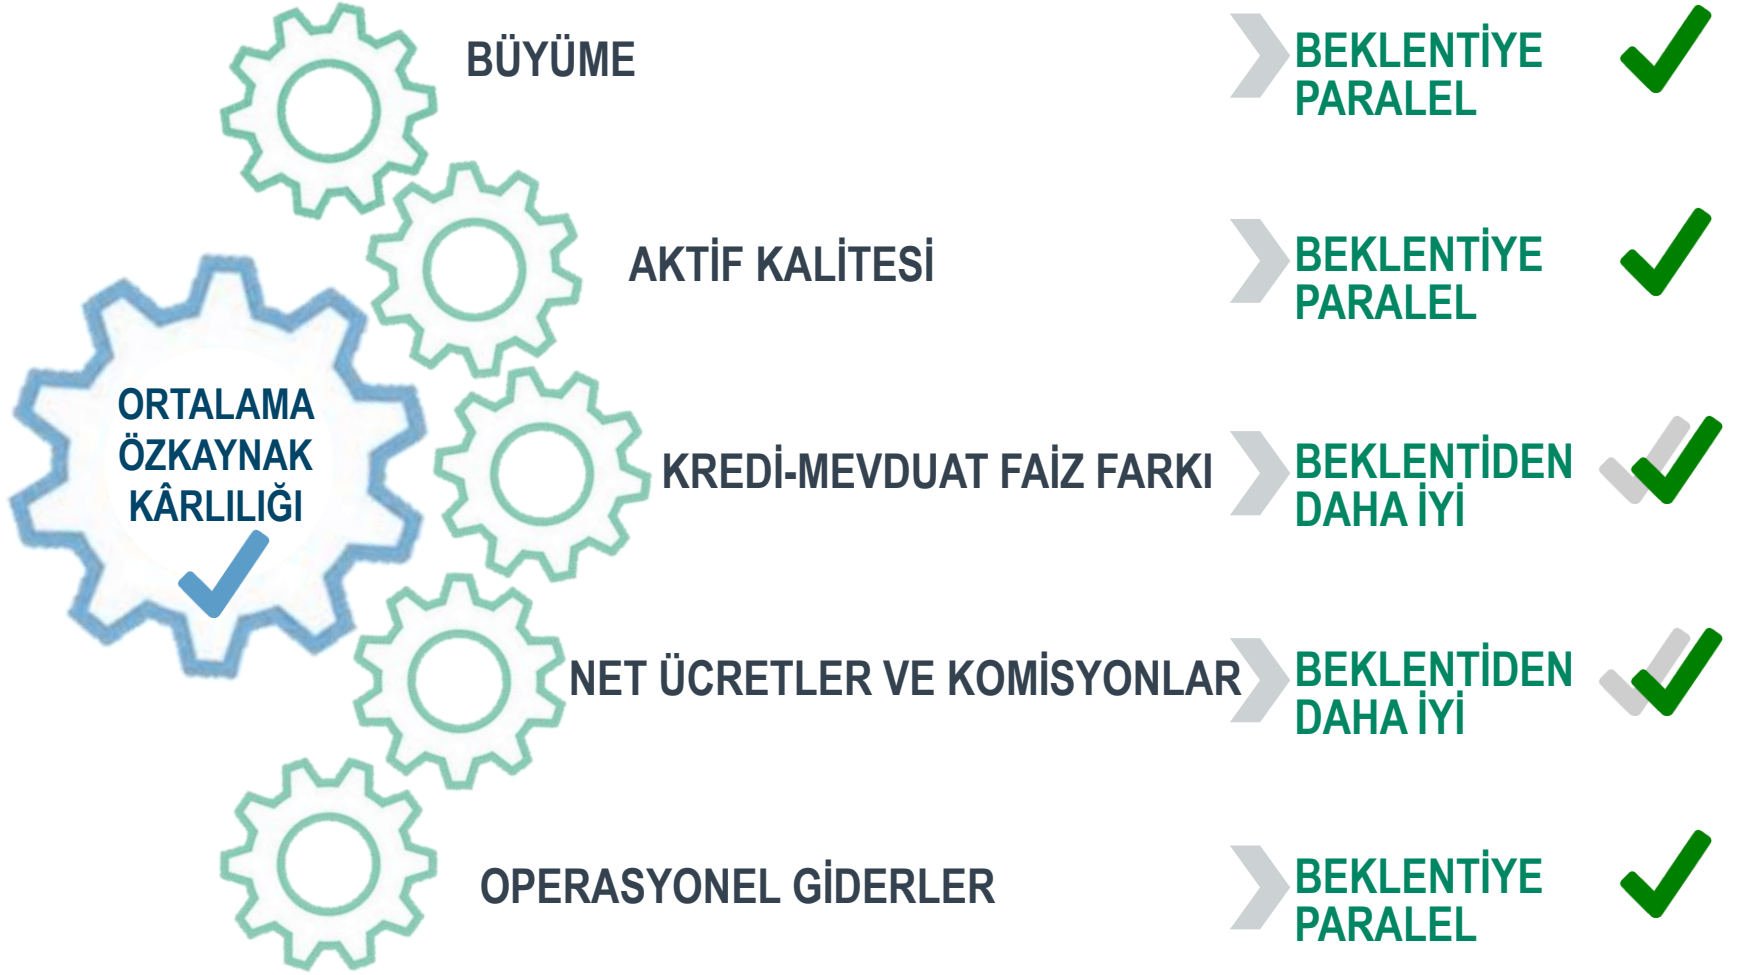 BÜYÜME
BEKLENTİYE
PARALEL
AKTİF KALİTESİ
BEKLENTİYE
PARALEL
ORTALAMA
ÖZKAYNAK
KÂRLILIĞI
KREDİ-MEVDUAT FAİZ FARKI
BEKLENTİDEN
DAHA İYİ
NET ÜCRETLER VE KOMİSYONLAR
BEKLENTİDEN
DAHA İYİ
OPERASYONEL GİDERLER
BEKLENTİYE
PARALEL